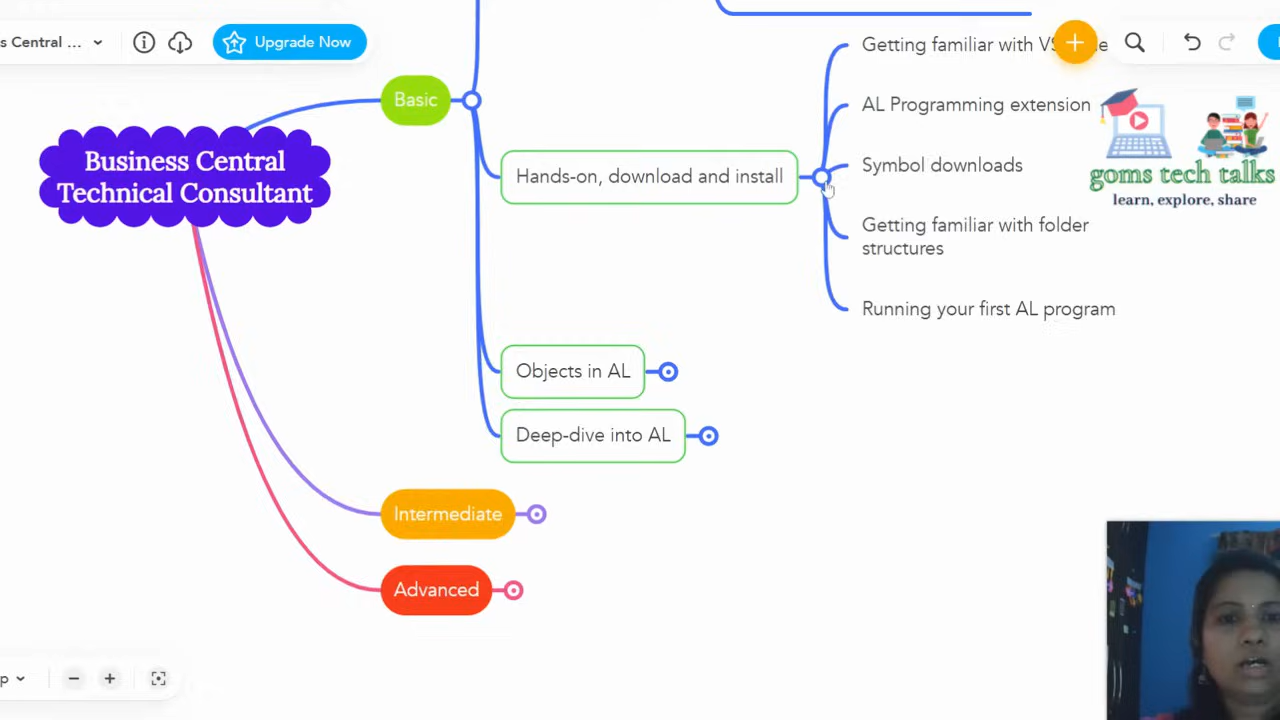 s Central ...
Upgrade Now
Getting familiar with VS
Basic
AL Programming extension
Business Central
Technical Consultant
Hands-on, download and install
Symbol downloads
goms tech talks
learn, explore, share
Getting familiar with folder
structures
Running your first AL program
Objects in AL
Deep-dive into AL
Intermediate
Advanced
p